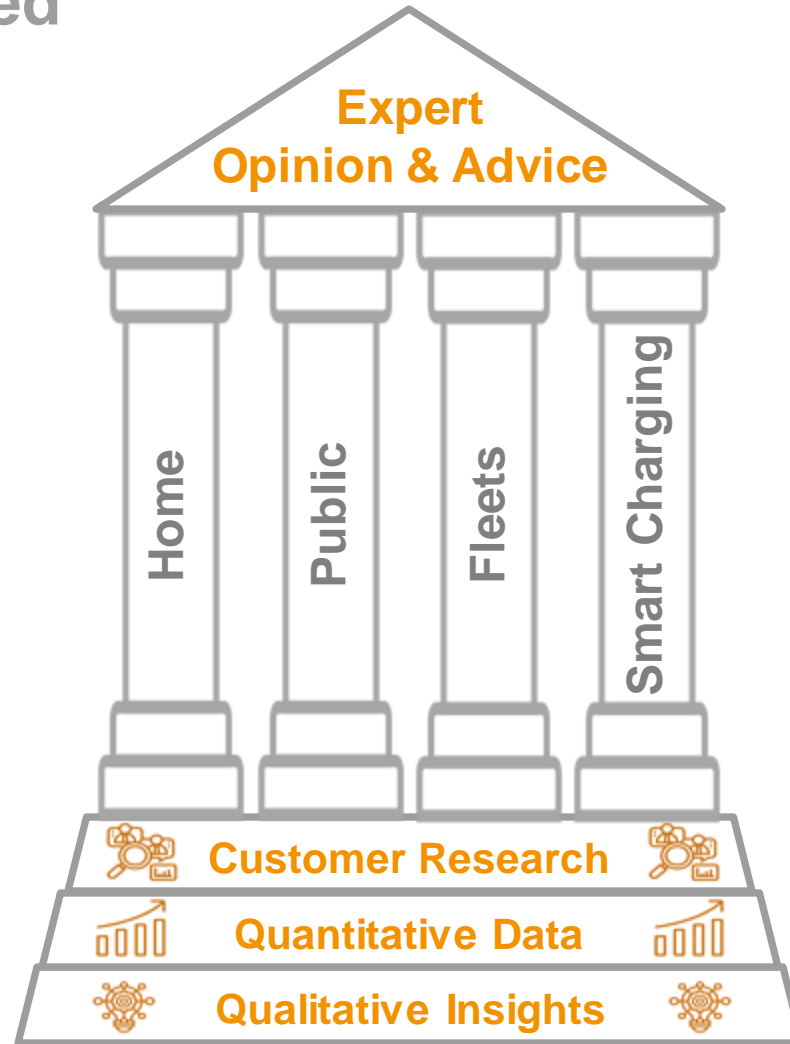 Expert
Opinion & Advice
Home
Public
Fleets
Smart Charging
Customer Research
Quantitative Data
Qualitative Insights